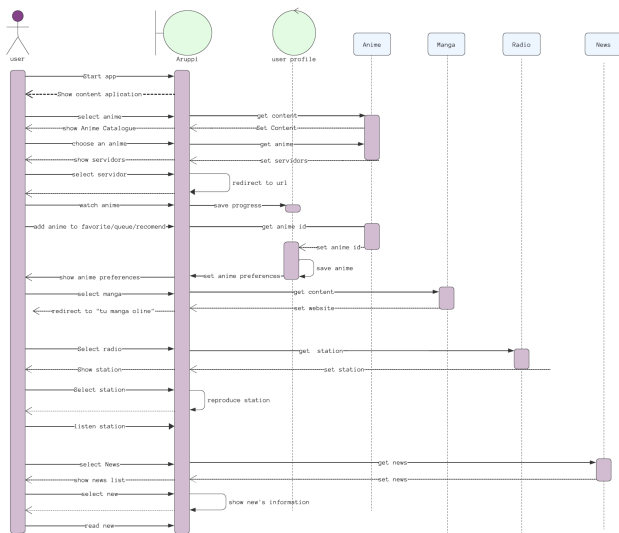 user
Aruppi
user profile
Anime
Manga
Radio
News
Start app
Show content aplication
select anime
get content
show Anime Catalogue
Set Content
choose an anime
get anime
show servidors
set servidors
select servidor
redirect to url
watch anime
save progress
add anime to favorite/queue/recomend
get anime id
set anime id
save anime
show anime preferences
set anime preferences
select manga
get content
redirect to "tu manga oline"
set website
Select radio
get station
Show station
set station
Select station
reproduce station
listen station
select News
get news
show news list
set news
select new
show new's information
read new